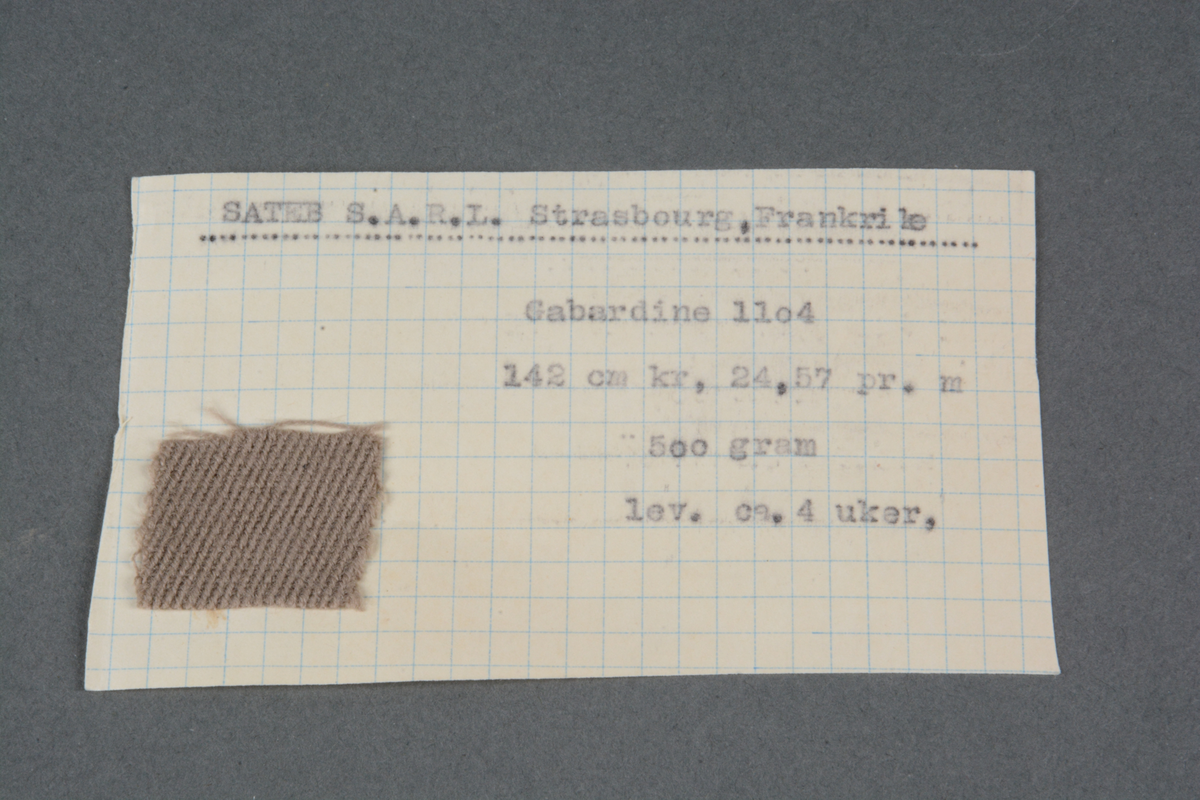 SATEB S.A.R.L. Strasbourg,Frankrike
Gabardine 11o4
142 cm kr, 24,57 pr. m
5oo gram
lev. ca. 4 uker,